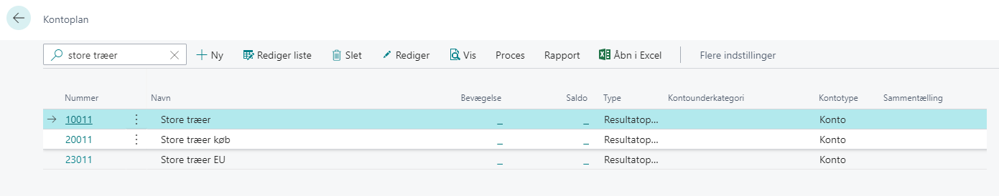 Kontoplan
store træer Ny Rediger liste Slet Rediger Vis Proces Rapport Åbn i Excel Flere indstillinger
Nummer Navn Bevægelse Saldo Type Kontounderkategori Kontotype Sammentælling
10011 Store træer _ _ Resultatop... Konto
20011 Store træer køb _ _ Resultatop... Konto
23011 Store træer EU _ _ Resultatop... Konto